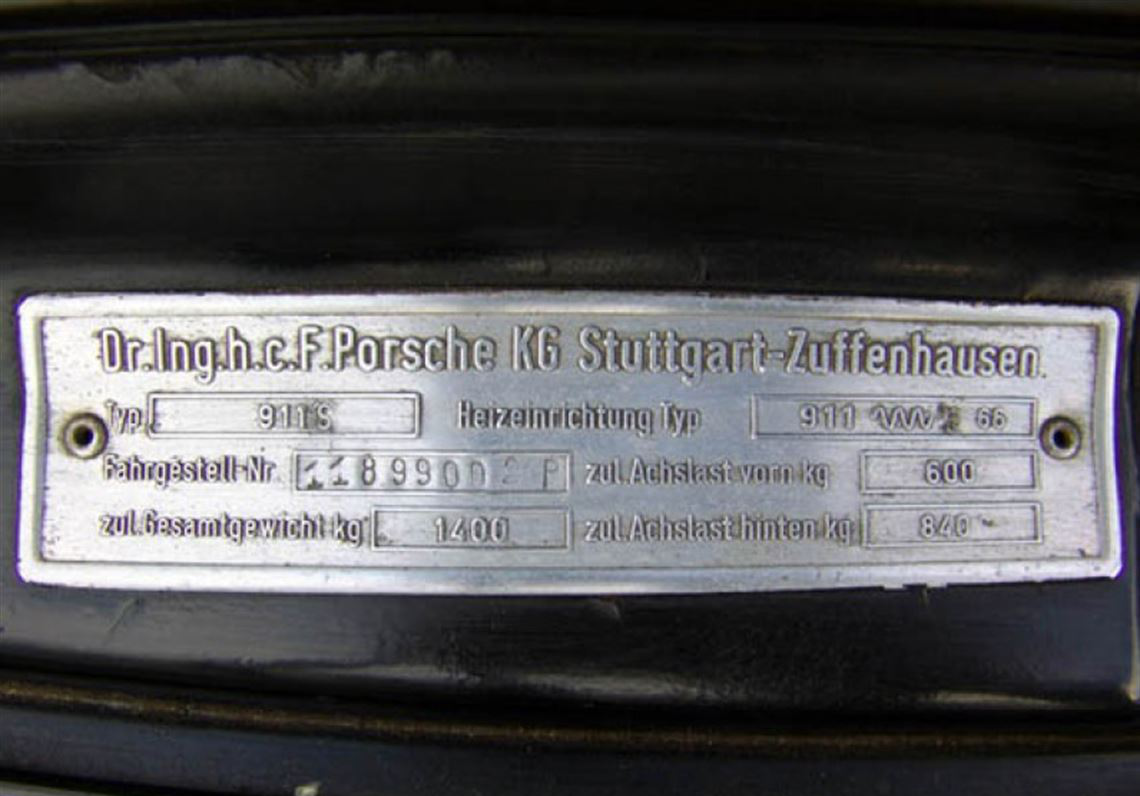 Dr.Ing.h.c.F.Porsche KG Stuttgart-Zuffenhausen.
Typ 911S Heizeinrichtung Typ 911 66
Fahrgestell-Nr zul.Achslast vorn kg 600
zul.Gesamtgewicht kg 1400 zul.Achslast hinten kg 840